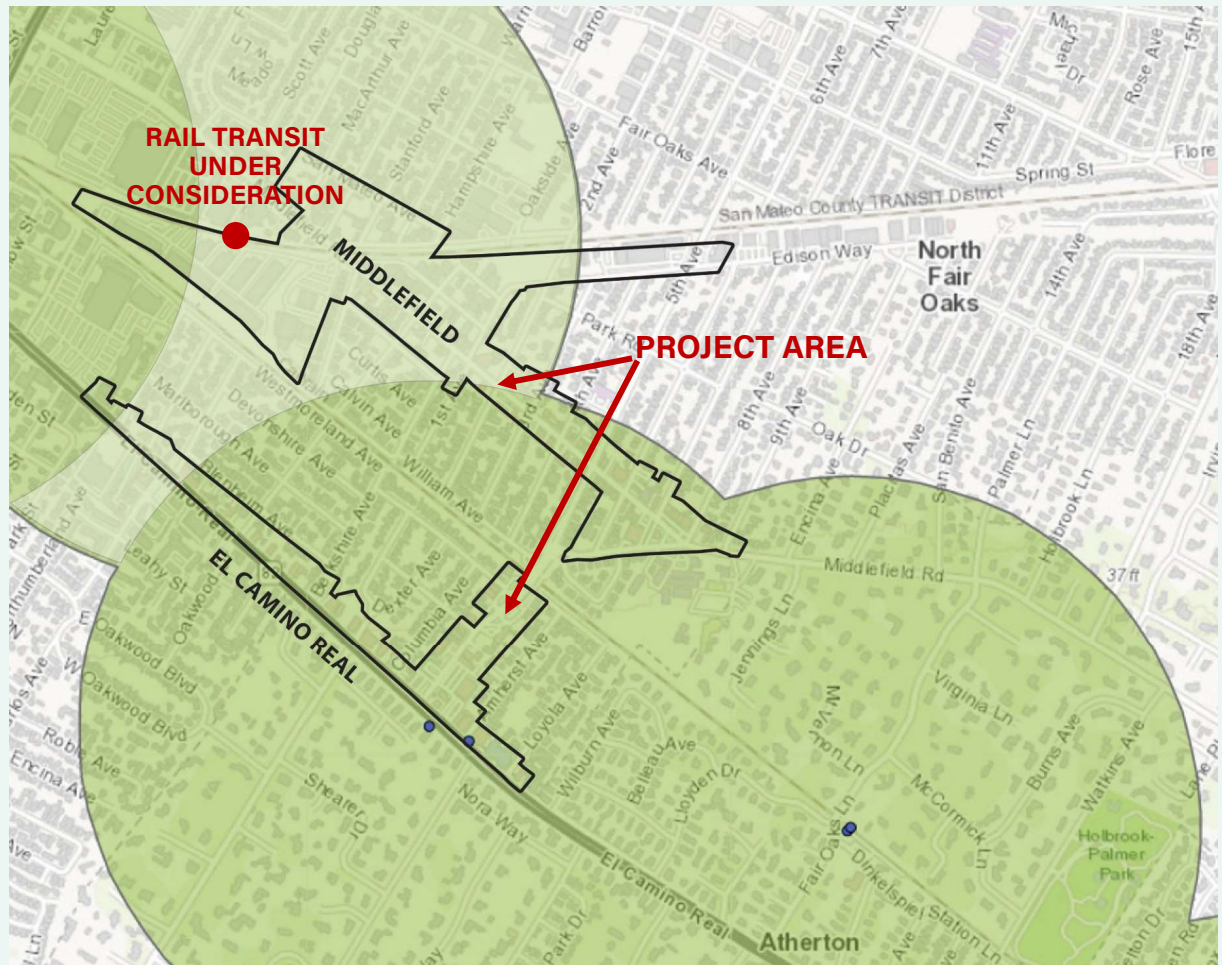 RAIL TRANSIT
UNDER
CONSIDERATION
MIDDLEFIELD
PROJECT AREA
EL CAMINO REAL
Scott Ave
MacArthur Ave
Stanford Ave
Hampshire Ave
Oakside Ave
2nd Ave
Fair Oaks Ave
6th Ave
7th Ave
15th Ave
Rose Ave
11th Ave
Spring St
Flore
San Mateo County TRANSIT District
5th Ave
Edison Way
North
Fair
Oaks
14th Ave
18th Ave
8th Ave
9th Ave
Oak Dr
Placitas Ave
San Benito Ave
Palmer Ln
Holbrook Ln
Encina Ave
Middlefield Rd
37 ft
Curtis Ave
Calvin Ave
Westmoreland Ave
Devonshire Ave
Marlborough Ave
William Ave
Blenheim Ave
Berkshire Ave
Dexter Ave
Columbia Ave
Amherst Ave
Loyola Ave
Wilburn Ave
Belleau Ave
Lloyden Dr
Jennings Ln
Mt Vernon Ln
Virginia Ln
McCormick Ln
Burns Ave
Watkins Ave
Fair Oaks Ln
Dinkelspiel Station Ln
Holbrook-
Palmer
Park
Leahy St
Oakwood Blvd
Oakwood Blvd
Encina Ave
Shearer Dr
Nora Way
El Camino Real
Park Dr
Atherton